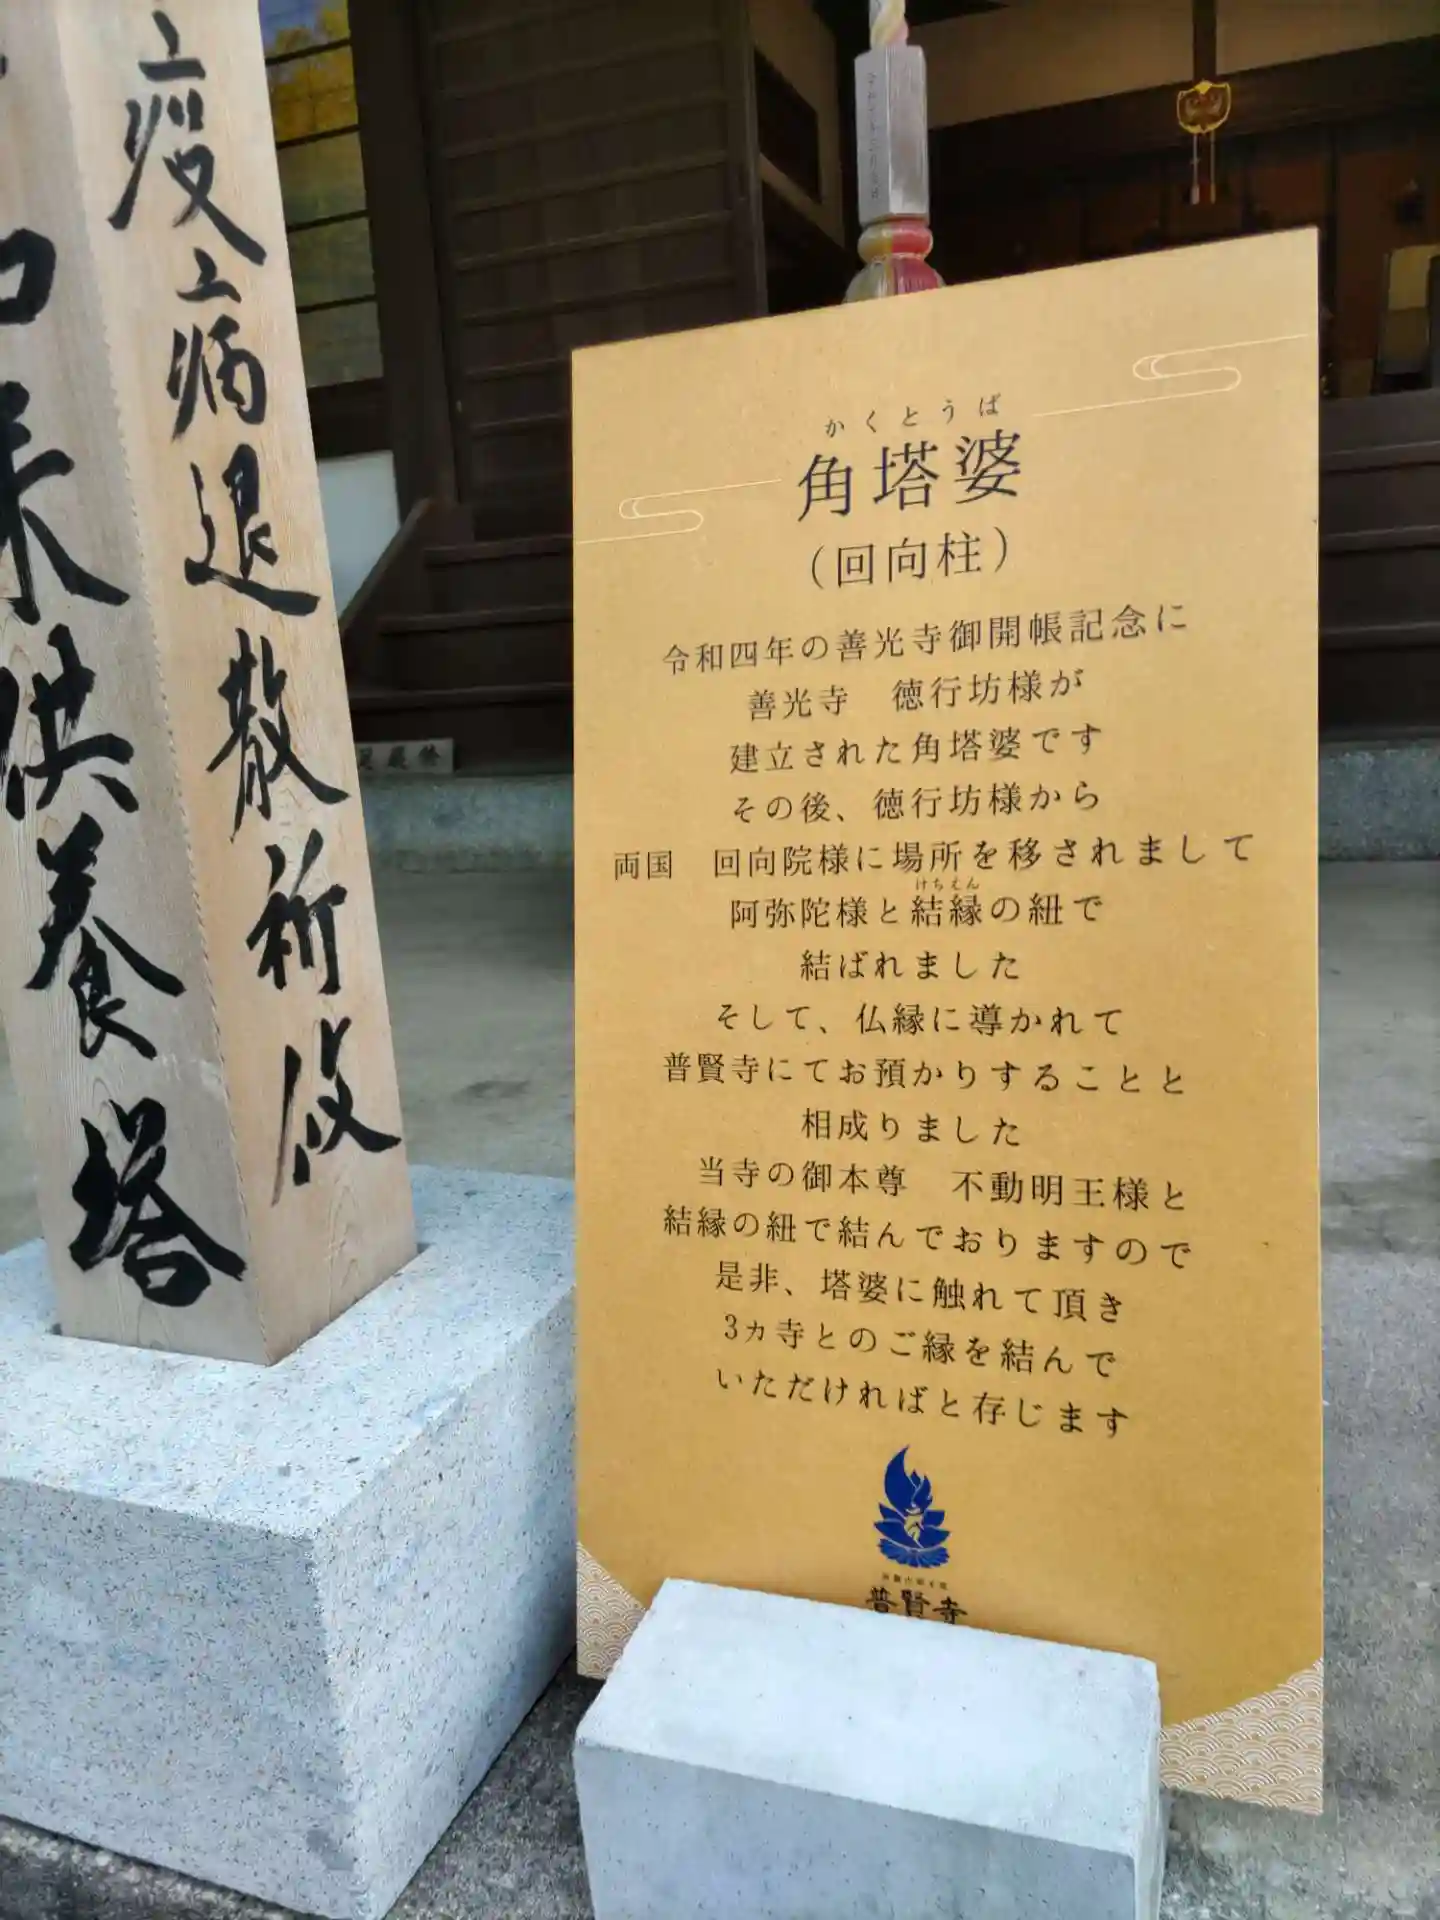 疫病退散祈攸
来供養塔
かくとうば
角塔婆
（回向柱）
令和四年の善光寺御開帳記念に
善光寺　徳行坊様が
建立された角塔婆です
その後、徳行坊様から
両国　回向院様に場所を移されまして
けちえん
阿弥陀様と結縁の紐で
結ばれました
そして、仏縁に導かれて
普賢寺にてお預かりすることと
相成りました
当寺の御本尊　不動明王様と
結縁の紐で結んでおりますので
是非、塔婆に触れて頂き
3ヵ寺とのご縁を結んで
いただければと存じます
普賢寺